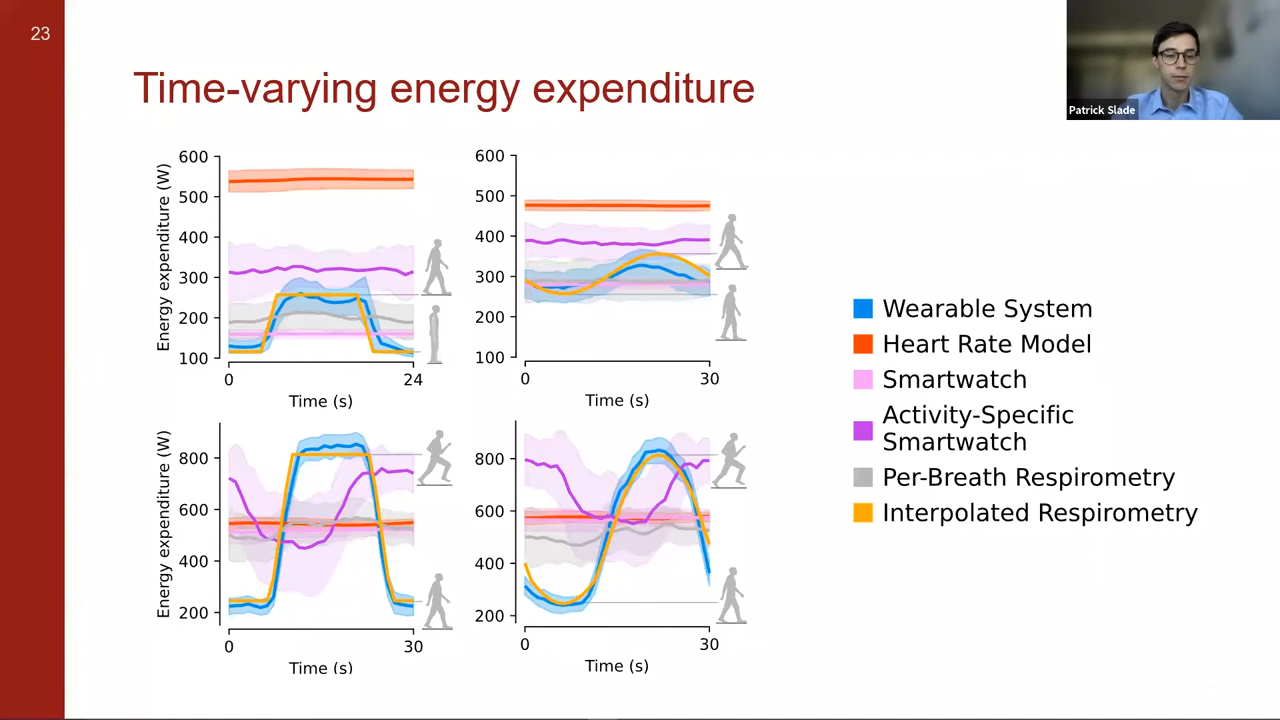 23
Time-varying energy expenditure
Patrick Slade
Energy expenditure (W)
600
500
400
300
200
100
0
24
Time (s)
600
500
400
300
200
100
0
30
Time (s)
Energy expenditure (W)
800
600
400
200
0
30
Time (s)
800
600
400
200
0
30
Time (s)
Wearable System
Heart Rate Model
Smartwatch
Activity-Specific
Smartwatch
Per-Breath Respirometry
Interpolated Respirometry